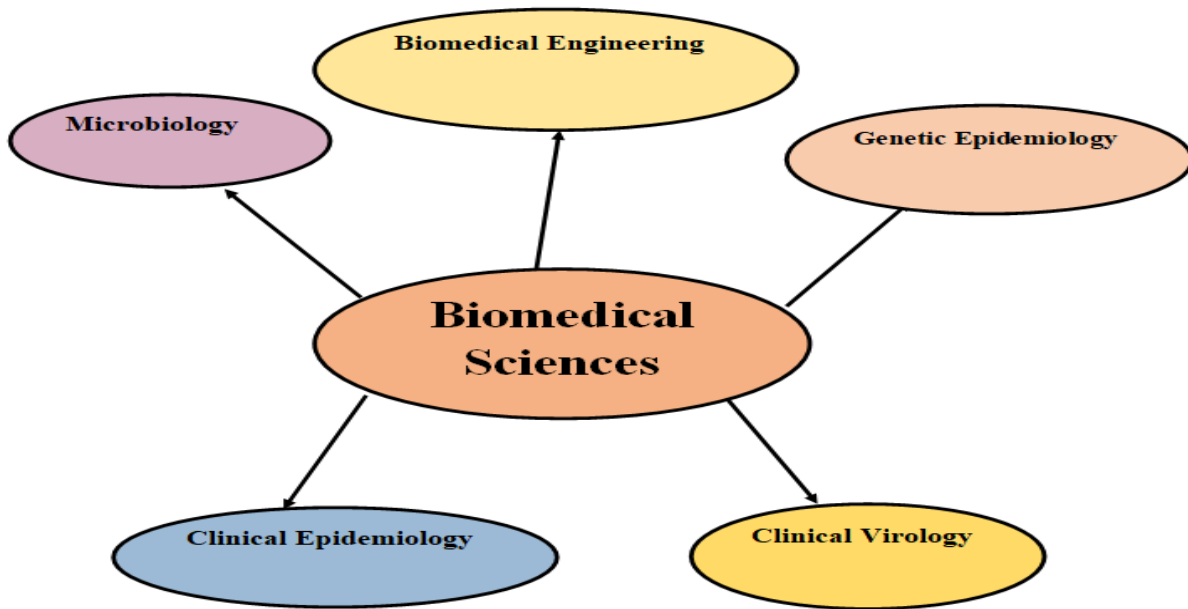 Biomedical Engineering
Microbiology
Genetic Epidemiology
Biomedical
Sciences
Clinical Epidemiology
Clinical Virology